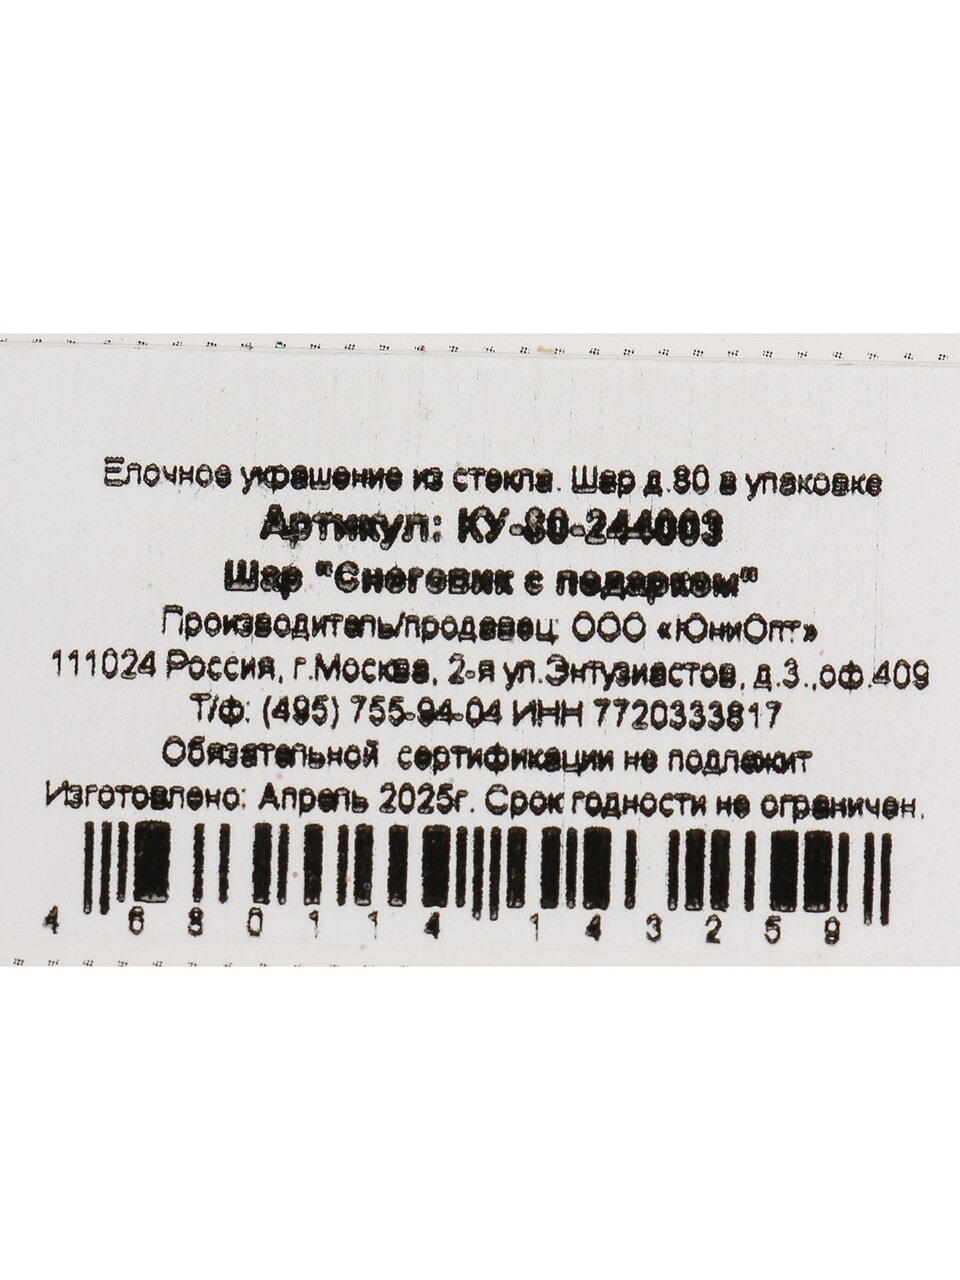 Елочное украшение из стекла. Шар д.80 в упаковке
Артикул: КУ-80-244003
Шар "Снеговик с подарком"
Производитель/продавец: ООО «ЮниОпт»
111024 Россия, г.Москва, 2-я ул.Энтузиастов, д.3.,оф.409
Т/ф: (495) 755-94-04 ИНН 7720333817
Обязательной сертификации не подлежит
Изготовлено: Апрель 2025г. Срок годности не ограничен.
4 680114 143259